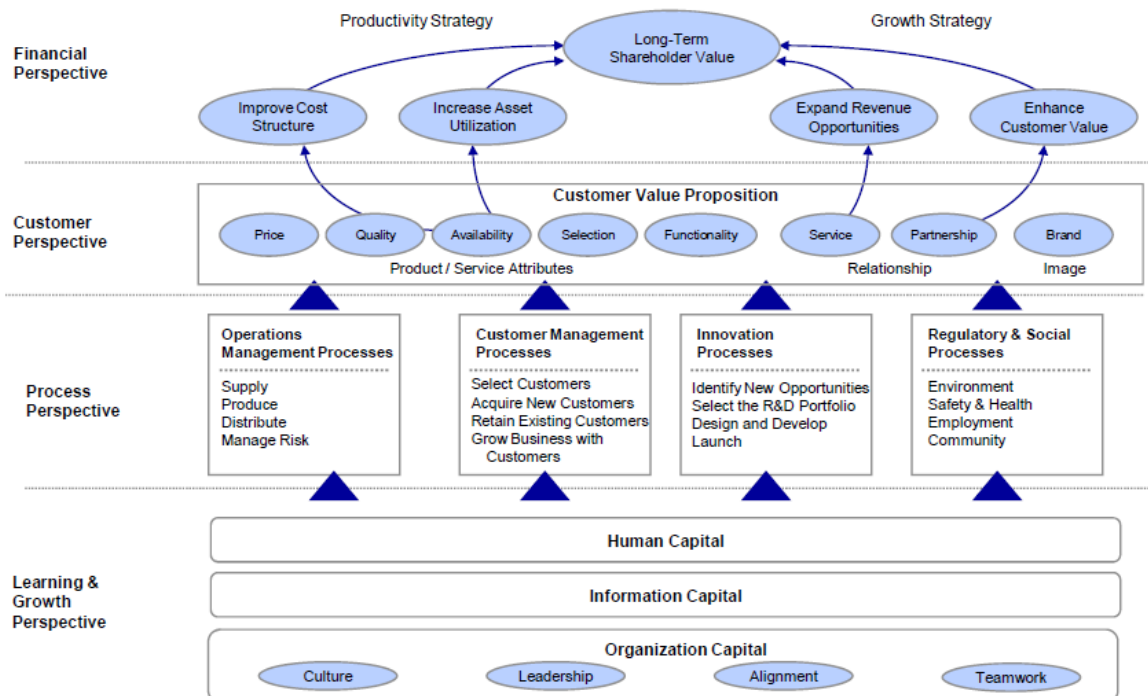 Productivity Strategy
Growth Strategy
Financial
Perspective
Long-Term
Shareholder Value
Improve Cost
Structure
Increase Asset
Utilization
Expand Revenue
Opportunities
Enhance
Customer Value
Customer
Perspective
Customer Value Proposition
Price
Quality
Availability
Selection
Functionality
Service
Partnership
Brand
Product / Service Attributes
Relationship
Image
Process
Perspective
Operations
Management Processes
Supply
Produce
Distribute
Manage Risk
Customer Management
Processes
Select Customers
Acquire New Customers
Retain Existing Customers
Grow Business with
Customers
Innovation
Processes
Identify New Opportunities
Select the R&D Portfolio
Design and Develop
Launch
Regulatory & Social
Processes
Environment
Safety & Health
Employment
Community
Learning &
Growth
Perspective
Human Capital
Information Capital
Organization Capital
Culture
Leadership
Alignment
Teamwork